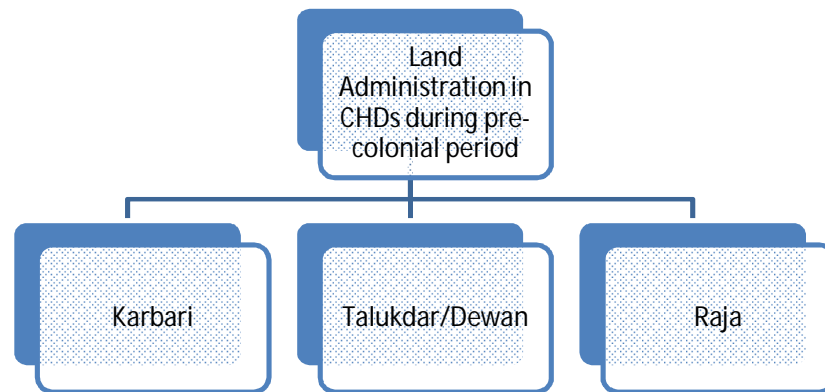 Land
Administration in
CHDs during pre-
colonial period
Karbari
Talukdar/Dewan
Raja